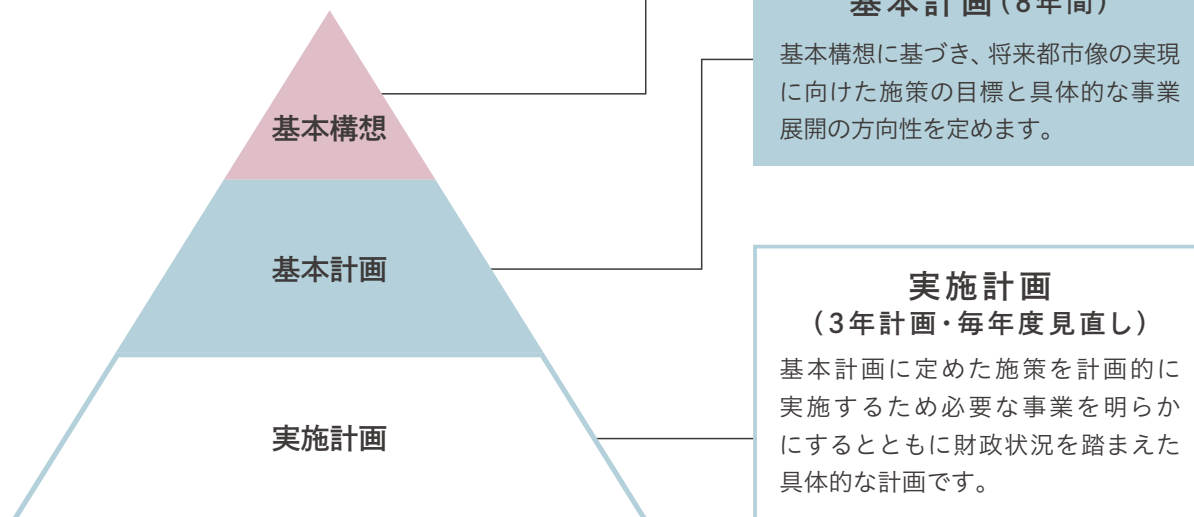 基本構想
基本計画
実施計画
基本計画(8年間)
基本構想に基づき、将来都市像の実現
に向けた施策の目標と具体的な事業
展開の方向性を定めます。
実施計画
(3年計画・毎年度見直し)
基本計画に定めた施策を計画的に
実施するため必要な事業を明らか
にするとともに財政状況を踏まえた
具体的な計画です。